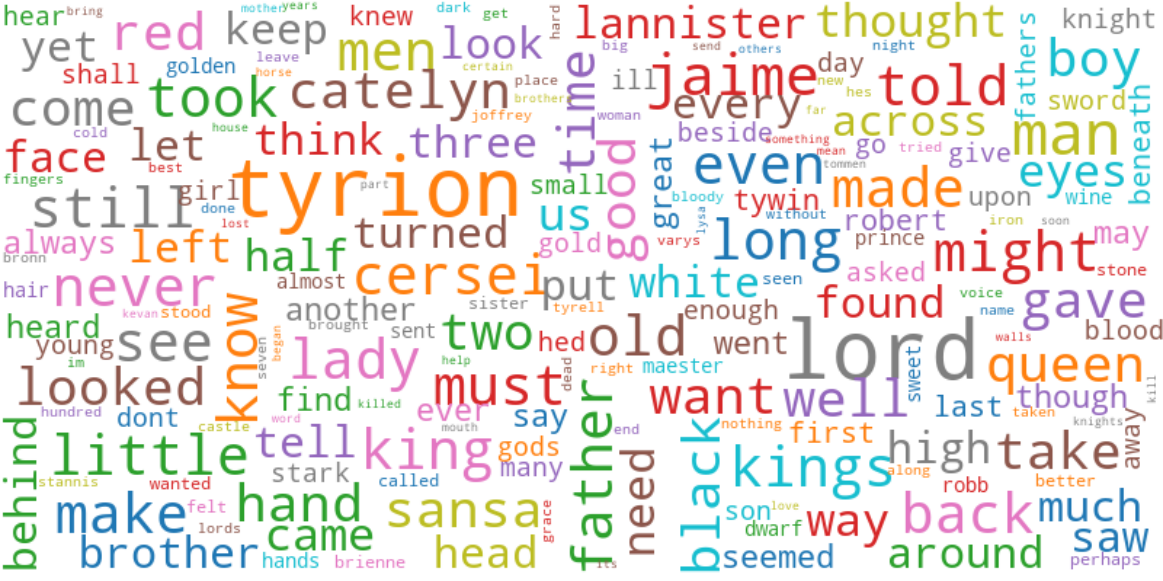 hear
bring
yet
red
keep
mother
years
knew
dark
get
hard
lannister
thought
fathers
knight
shall
golden
leave
horse
men
look
certain
big
send
others
night
boy
come
took
catelyn
place
brothers
time
ill
jaime
day
new
hes
told
sword
beneath
cold
house
joffrey
woman
every
far
across
man
face
let
best
think
three
beside
something
mean
go
tried
give
eyes
fingers
still
girl
done
lost
tyrion
part
small
us
good
great
even
tommen
made
upon
wine
bloody
lysa
tywin
without
robert
iron
soon
always
bronn
left
half
turned
gold
varys
long
prince
might
may
stone
hair
never
almost
cersei
put
white
seen
asked
another
sister
tyrell
enough
found
voice
name
gave
blood
kevan
stood
know
brought
sent
two
hed
old
went
lord
walls
heard
young
im
see
seven
began
lady
help
dead
right
maester
sweet
queen
kill
looked
must
want
well
last
though
taken
knights
away
hundred
dont
castle
word
find
killed
ever
mouth
say
father
end
nothing
first
behind
little
tell
king
gods
many
need
black
kings
high
along
take
better
stannis
wanted
stark
called
robb
make
felt
lords
hand
came
sansa
grace
son
love
dwarf
way
back
much
saw
brother
hands
brienne
head
its
seemed
around
perhaps